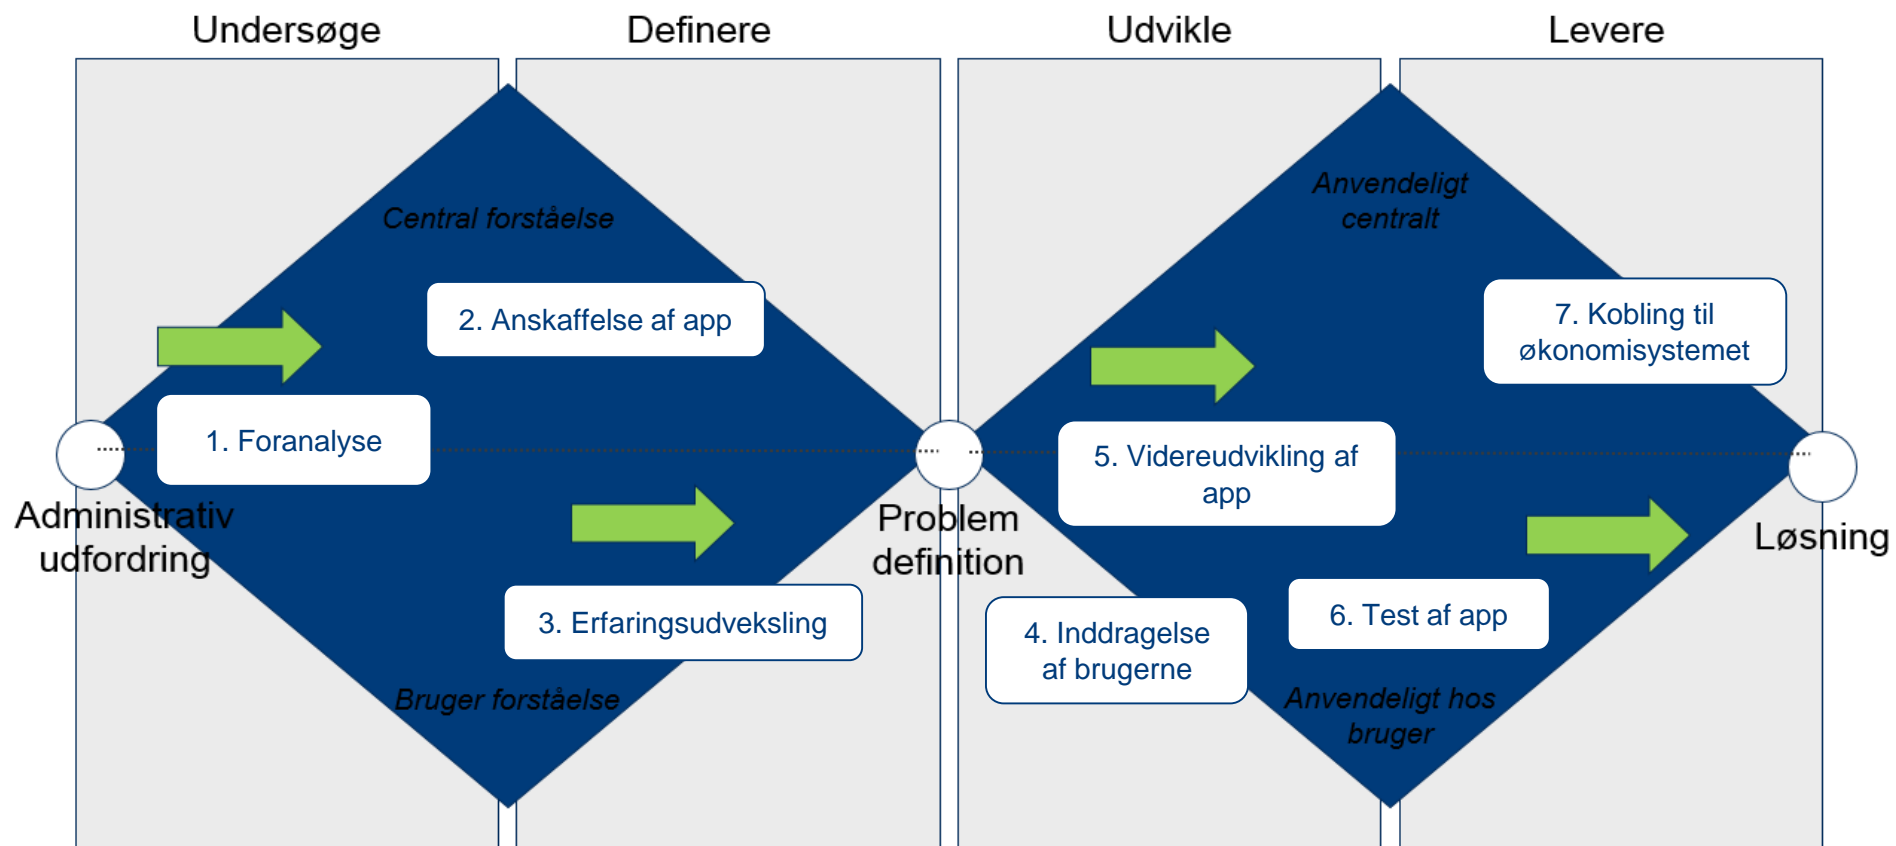 Undersøge
Definere
Udvikle
Levere
Central forståelse
Anvendeligt
centralt
2. Anskaffelse af app
7. Kobling til
økonomisystemet
1. Foranalyse
5. Videreudvikling af
app
Administrativ
udfordring
Problem
definition
Løsning
3. Erfaringsudveksling
4. Inddragelse
af brugerne
6. Test af app
Bruger forståelse
Anvendeligt hos
bruger